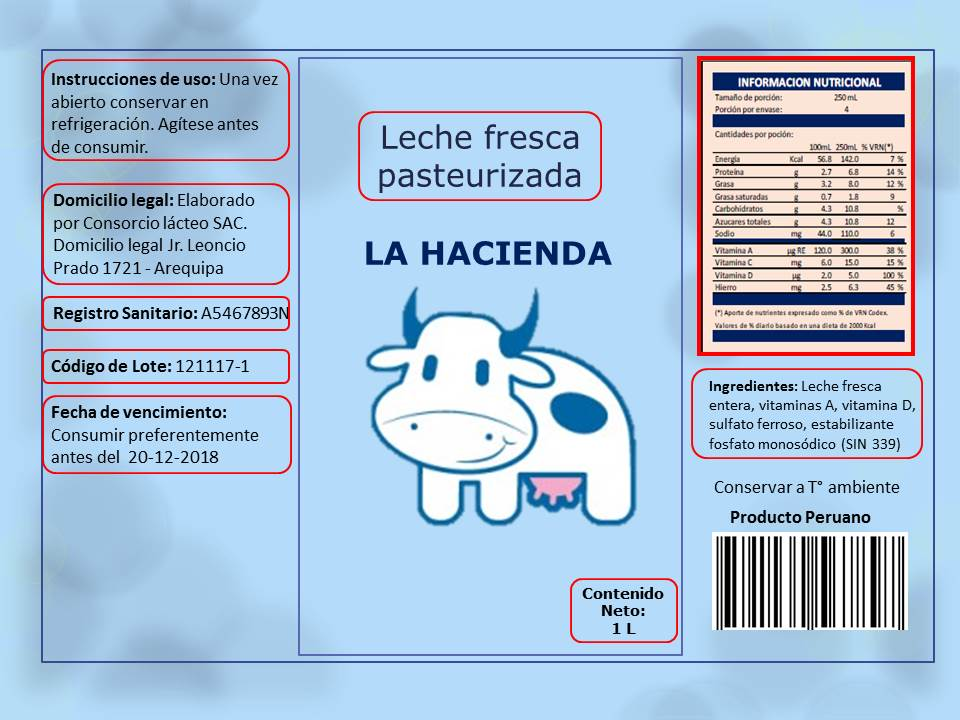 Instrucciones de uso: Una vez
abierto conservar en
refrigeración. Agítese antes
de consumir.
Domicilio legal: Elaborado
por Consorcio lácteo SAC.
Domicilio legal Jr. Leoncio
Prado 1721 - Arequipa
Registro Sanitario: A5467893N
Código de Lote: 121117-1
Fecha de vencimiento:
Consumir preferentemente
antes del 20-12-2018
Leche fresca
pasteurizada
LA HACIENDA
Contenido
Neto:
1 L
INFORMACION NUTRICIONAL
Tamaño de porción: 250 mL
Porción por envase: 4
Cantidades por poción:
100mL 250mL % VRN(*)
Energía Kcal 56.8 142.0 7 %
Proteína g 2.7 6.8 14 %
Grasa g 3.2 8.0 12 %
Grasa saturadas g 0.7 1.8 9
Carbohidratos g 4.3 10.8 %
Azucares totales g 4.3 10.8 12
Sodio mg 44.0 110.0 6
Vitamina A µg RE 120.0 300.0 38 %
Vitamina C mg 6.0 15.0 15 %
Vitamina D µg 2.0 5.0 100 %
Hierro mg 2.5 6.3 45 %
(*) Aporte de nutrientes expresado como % de VRN Codex.
Valores de % diario basado en una dieta de 2000 Kcal
Ingredientes: Leche fresca
entera, vitaminas A, vitamina D,
sulfato ferroso, estabilizante
fosfato monosódico (SIN 339)
Conservar a T° ambiente
Producto Peruano